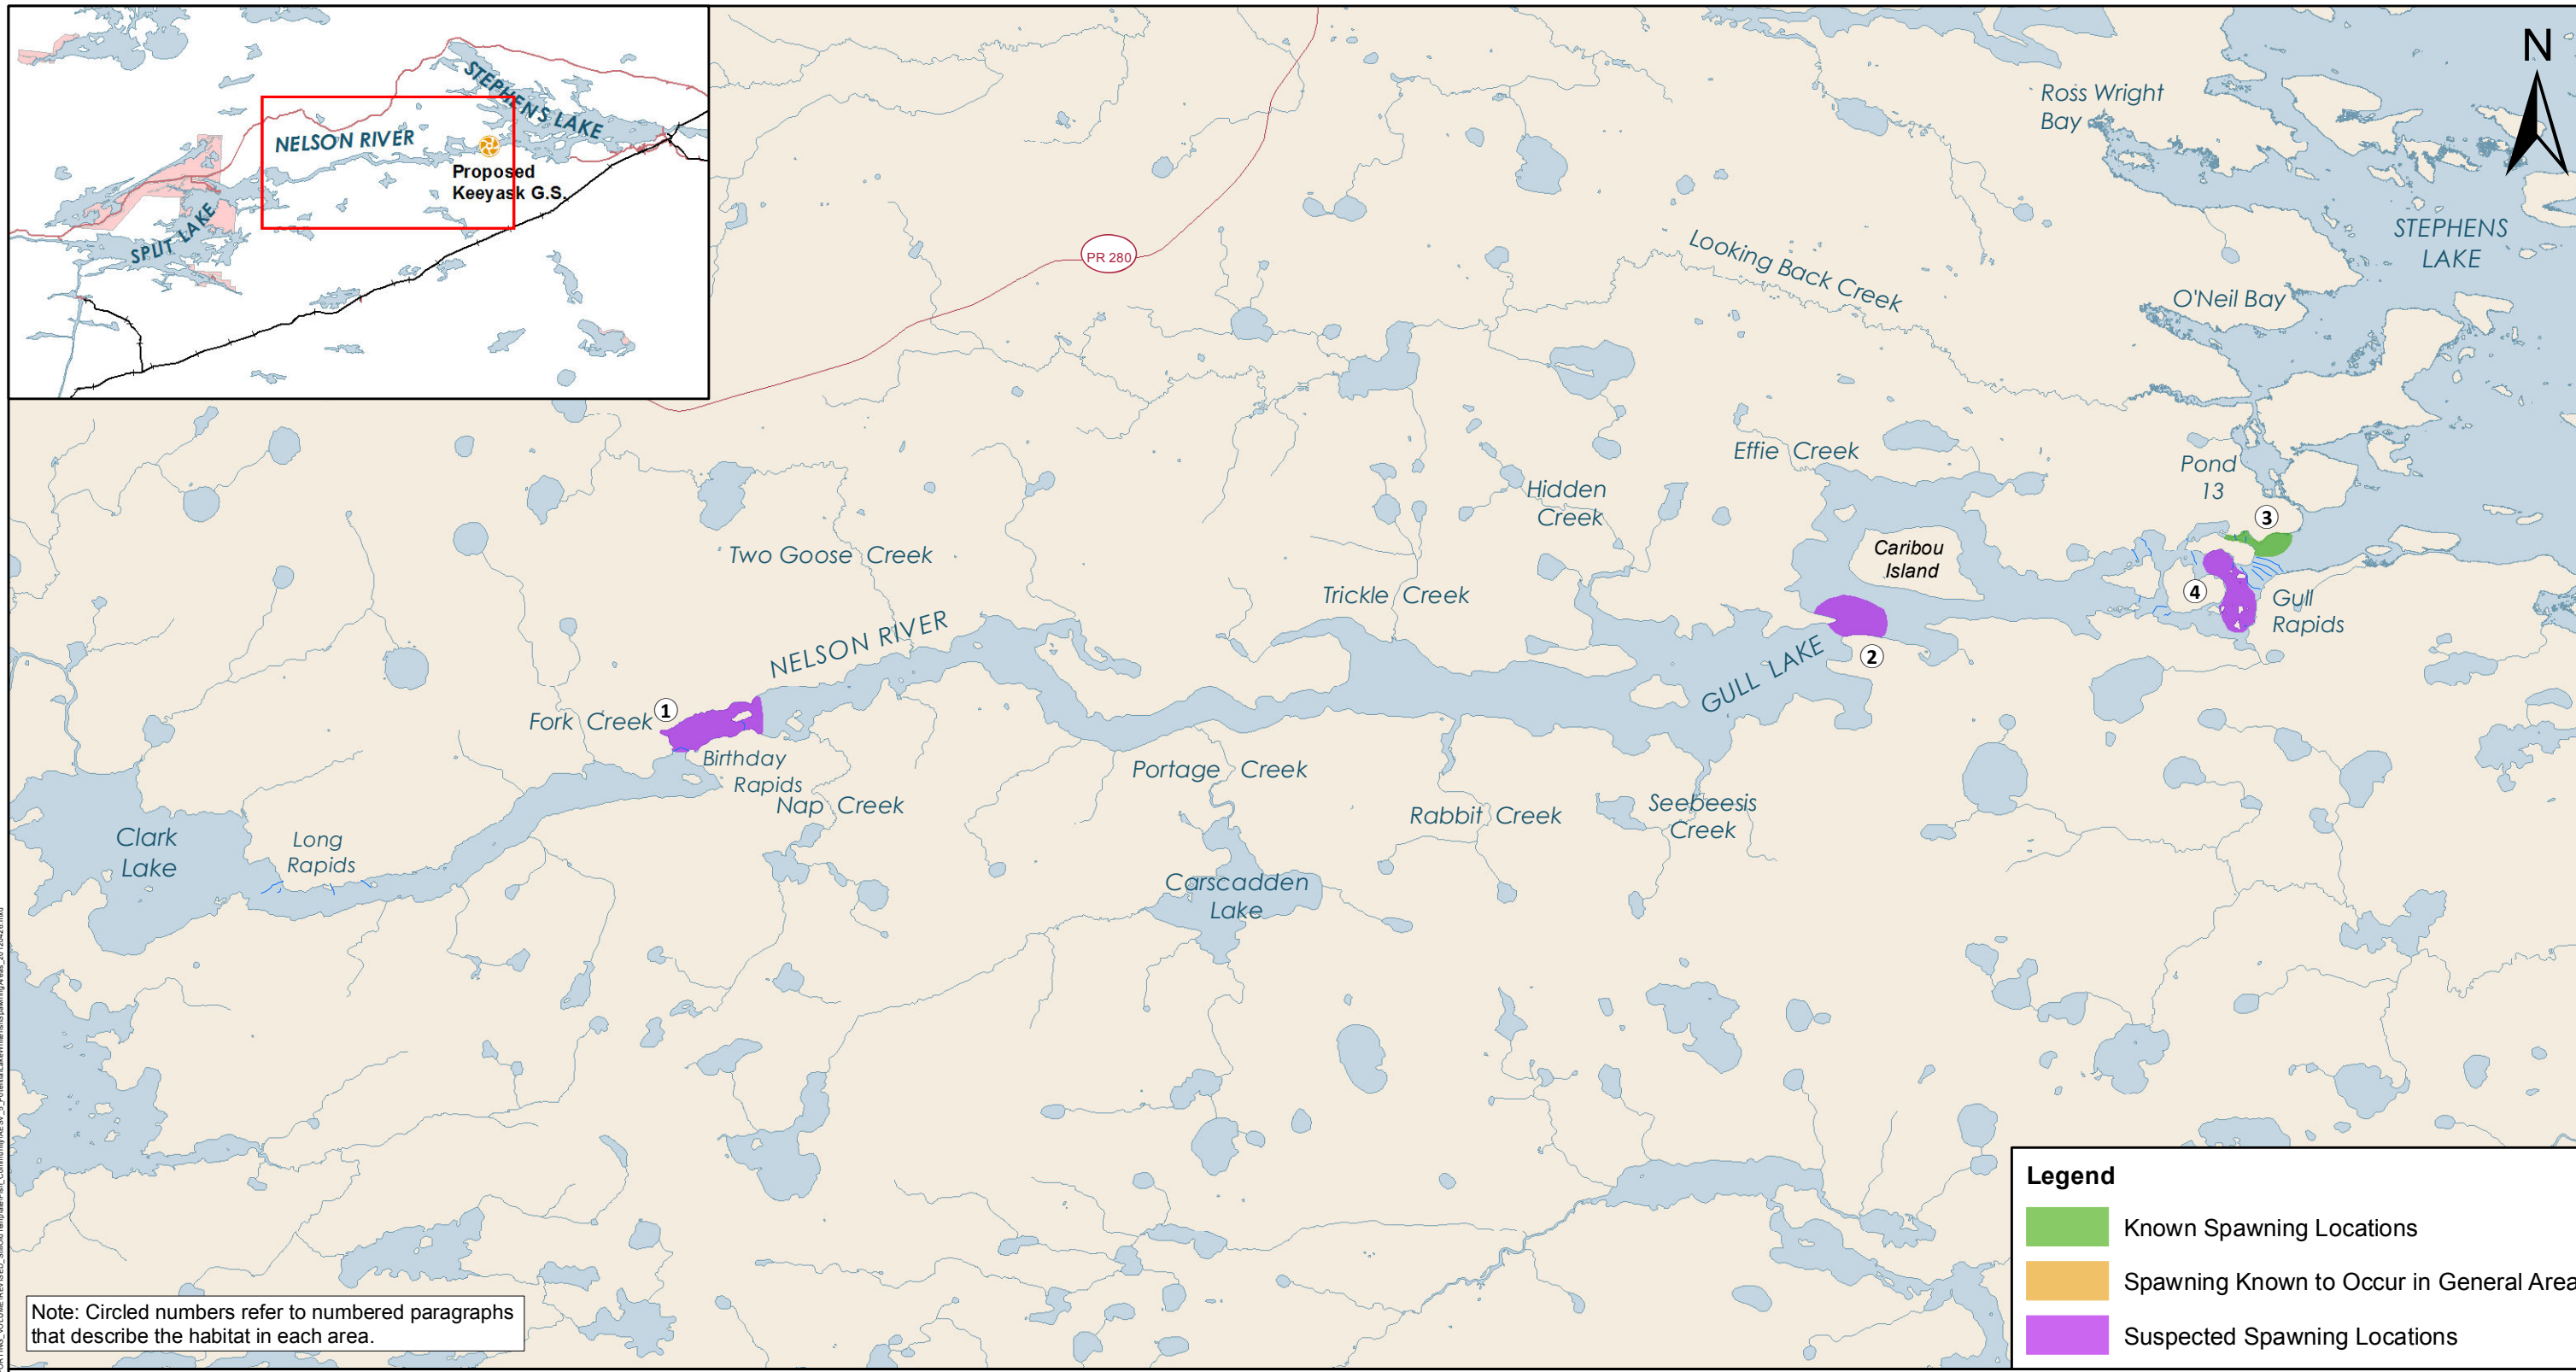 STEPHENS LAKE
NELSON RIVER
Proposed
Keeyask G.S.
SPLIT LAKE
N
Ross Wright
Bay
STEPHENS
LAKE
PR 280
Looking Back Creek
O'Neil Bay
Effie Creek
Pond
13
Hidden
Creek
3
Caribou
Island
Two Goose Creek
Trickle Creek
4
Gull
Rapids
NELSON RIVER
GULL LAKE
2
1
Fork Creek
Birthday
Rapids
Nap Creek
Portage Creek
Rabbit Creek
Seebeesis
Creek
Clark
Lake
Long
Rapids
Carscadden
Lake
Legend
Known Spawning Locations
Spawning Known to Occur in General Area
Suspected Spawning Locations
Note: Circled numbers refer to numbered paragraphs
that describe the habitat in each area.